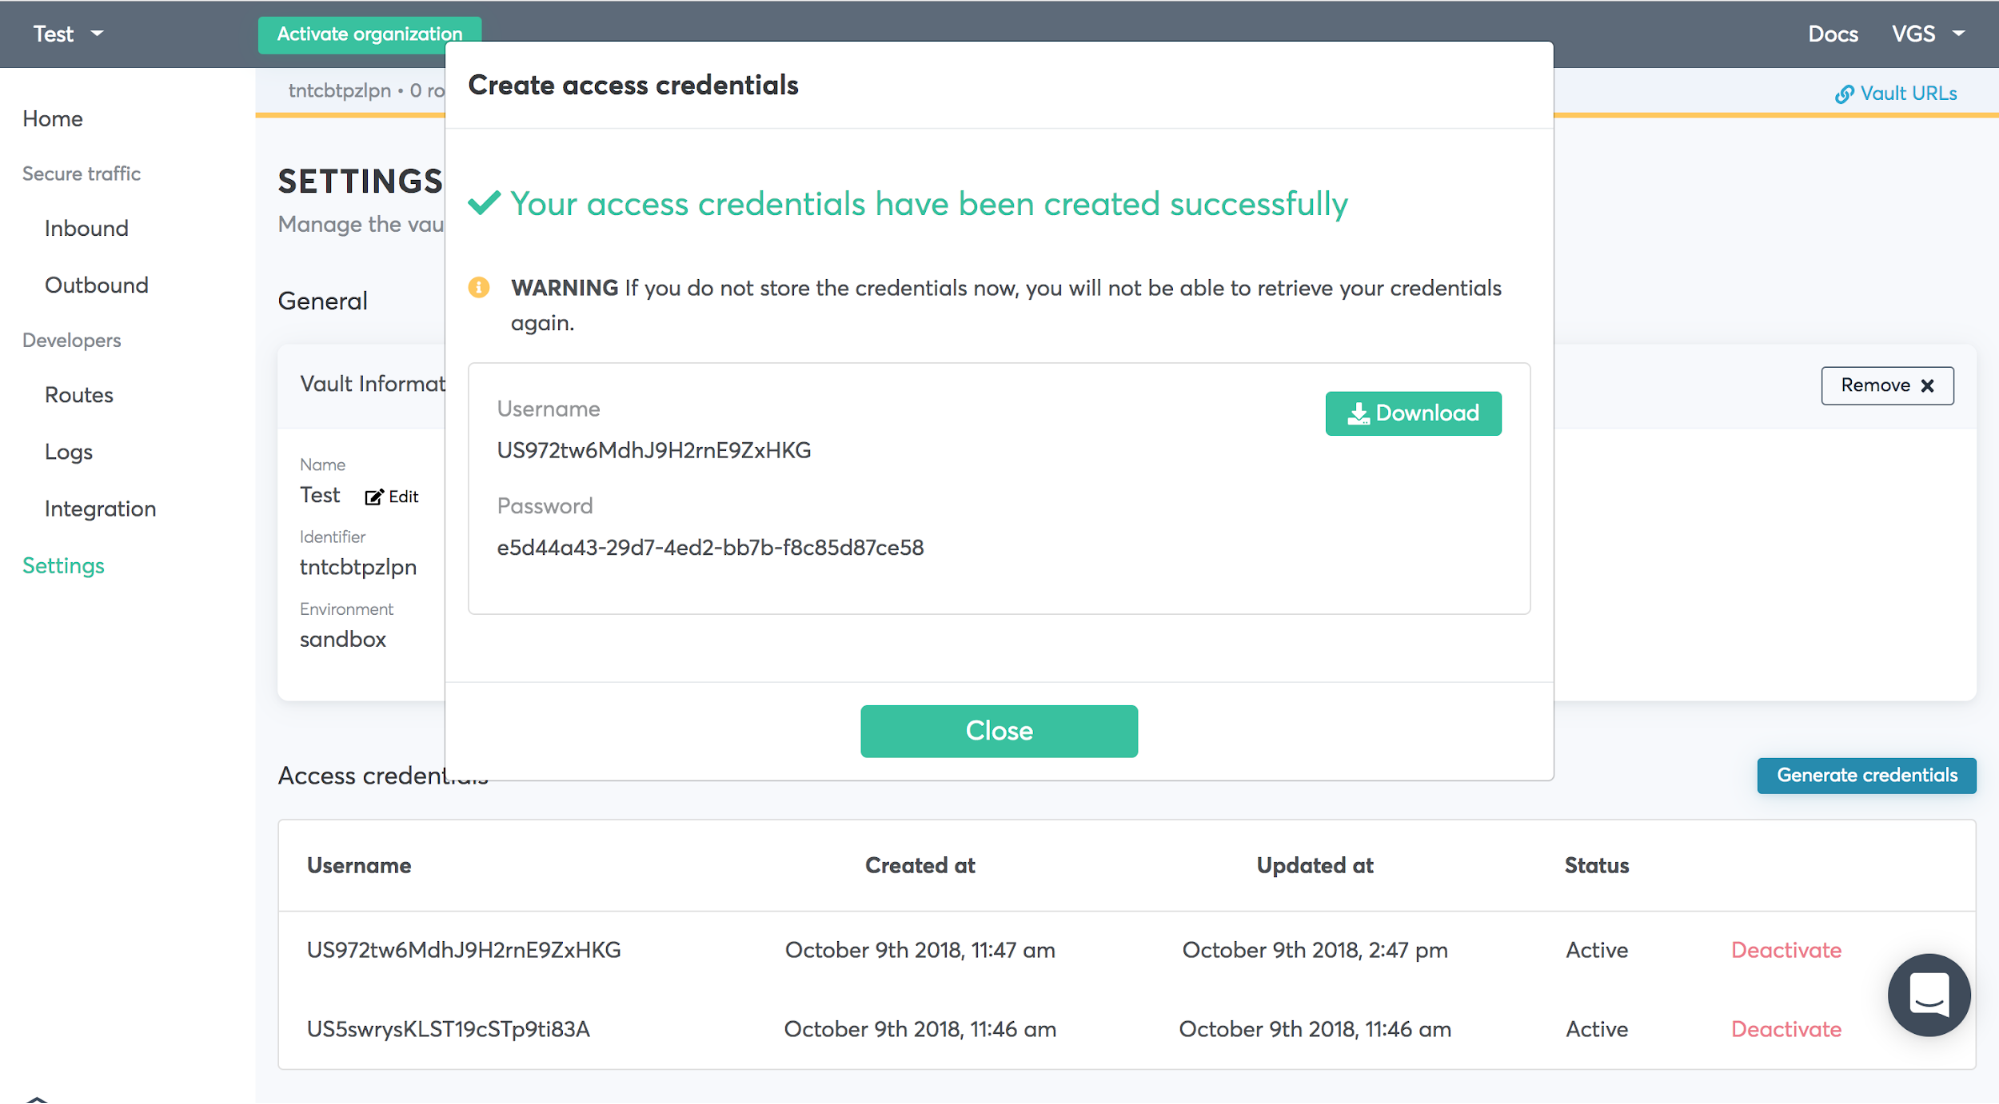 Test
Activate organization
Docs
VGS
tntcbtpzlpn • 0 ro
Vault URLs
Home
Secure traffic
Inbound
Outbound
Developers
Routes
Logs
Integration
Settings
SETTINGS
Manage the vau
General
Vault Informat
Remove
Name
Test
Edit
Identifier
tntcbtpzlpn
Environment
sandbox
Create access credentials
Your access credentials have been created successfully
WARNING If you do not store the credentials now, you will not be able to retrieve your credentials
again.
Username
US972tw6MdhJ9H2rnE9ZxHKG
Download
Password
e5d44a43-29d7-4ed2-bb7b-f8c85d87ce58
Close
Access credentials
Generate credentials
Username Created at Updated at Status
US972tw6MdhJ9H2rnE9ZxHKG October 9th 2018, 11:47 am October 9th 2018, 2:47 pm Active Deactivate
US5swrysKLST19cSTp9ti83A October 9th 2018, 11:46 am October 9th 2018, 11:46 am Active Deactivate